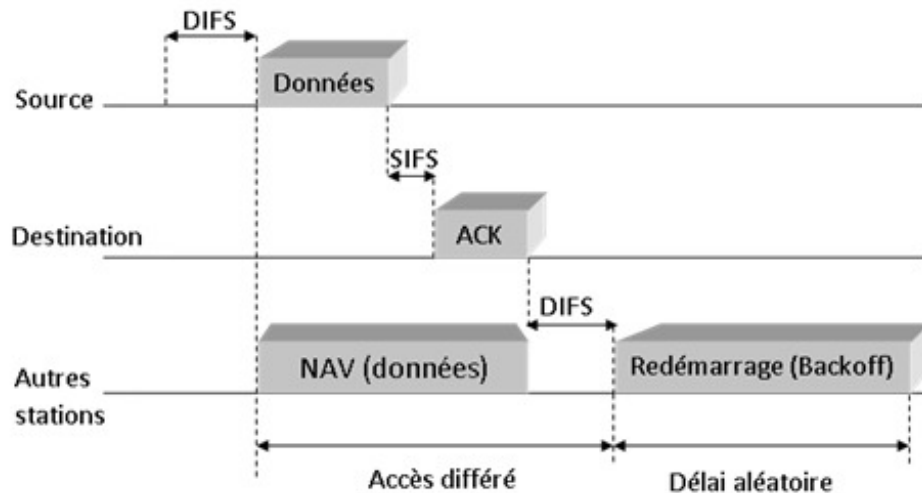 DIFS
Données
Source
SIFS
ACK
Destination
DIFS
NAV (données)
Redémarrage (Backoff)
Autres
stations
Accès différé
Délai aléatoire